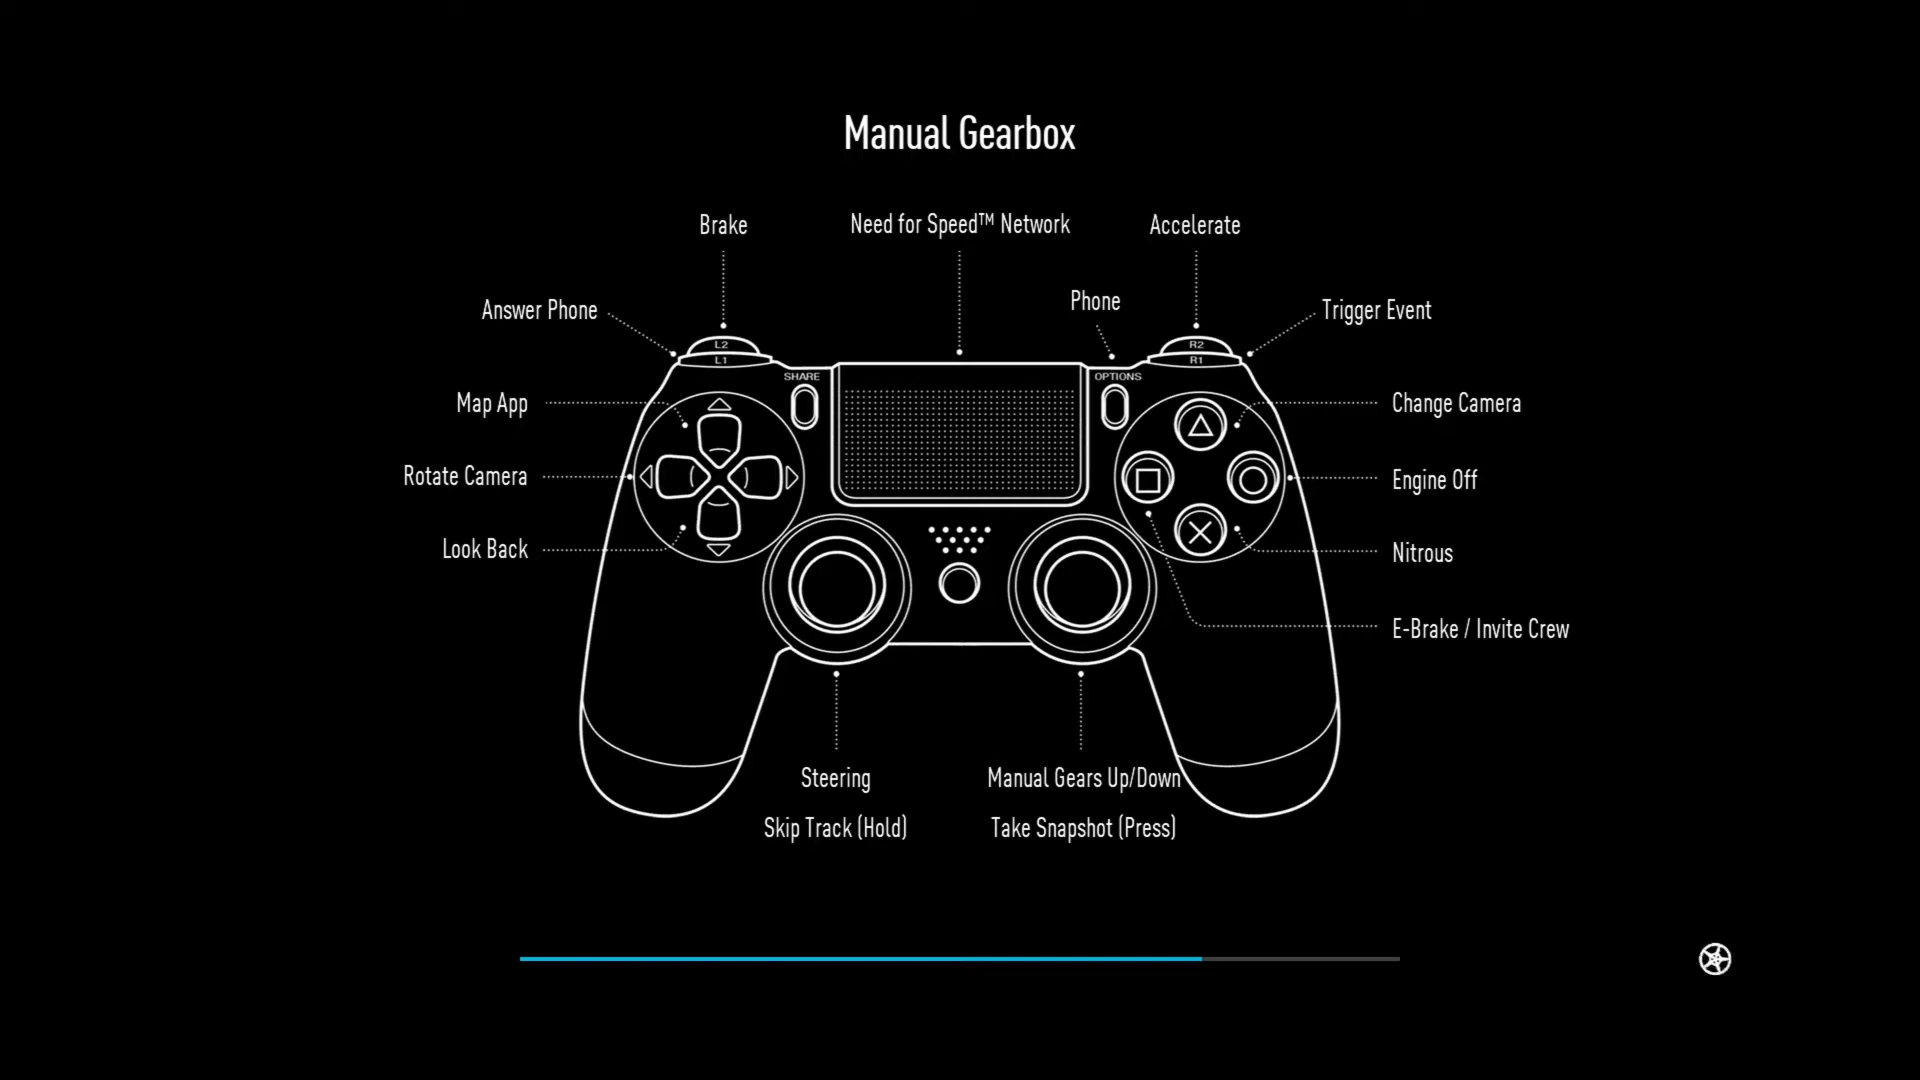 Manual Gearbox
Brake
Need for Speed™ Network
Accelerate
Phone
Answer Phone
Trigger Event
L2
R2
L1
R1
SHARE
OPTIONS
Map App
Change Camera
Rotate Camera
Engine Off
Look Back
Nitrous
E-Brake / Invite Crew
Steering
Manual Gears Up/Down
Skip Track (Hold)
Take Snapshot (Press)